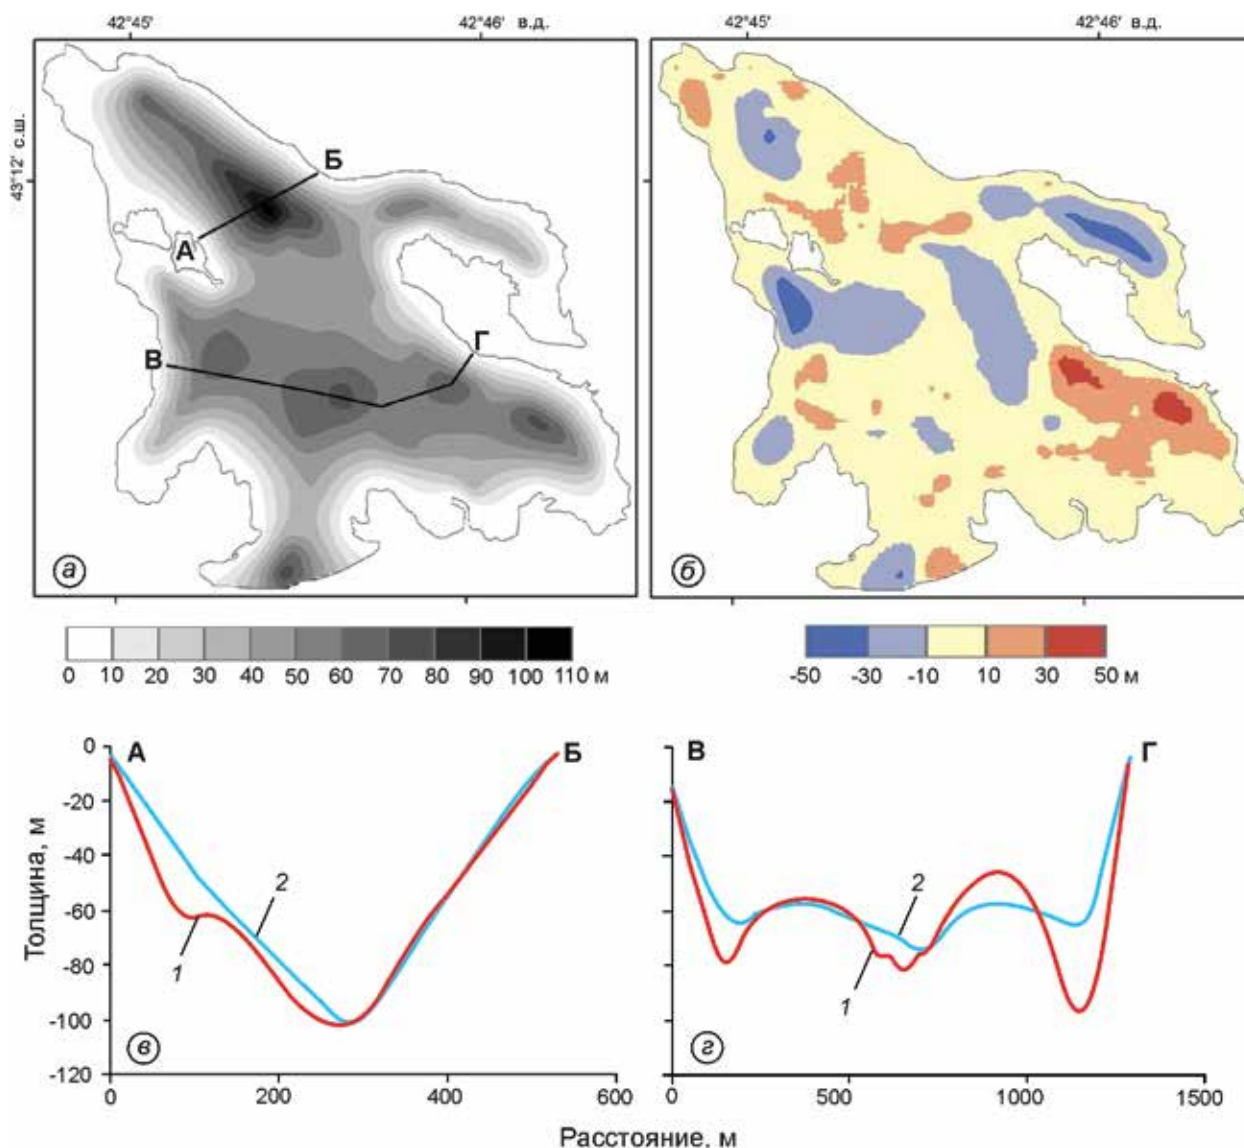 42°45' 42°46' в.д. 42°45 42°46' в.д.
43°12' с.ш.
Б
А
В
Г
а б
0 10 20 30 40 50 60 70 80 90 100 110 м
-50 -30 -10 10 30 50 м
А Б В Г
Толщина, м
0
-20
-40
-60
-80
-100
-120
2
1
2
1
в г
0 200 400 600
0 500 1000 1500
Расстояние, м